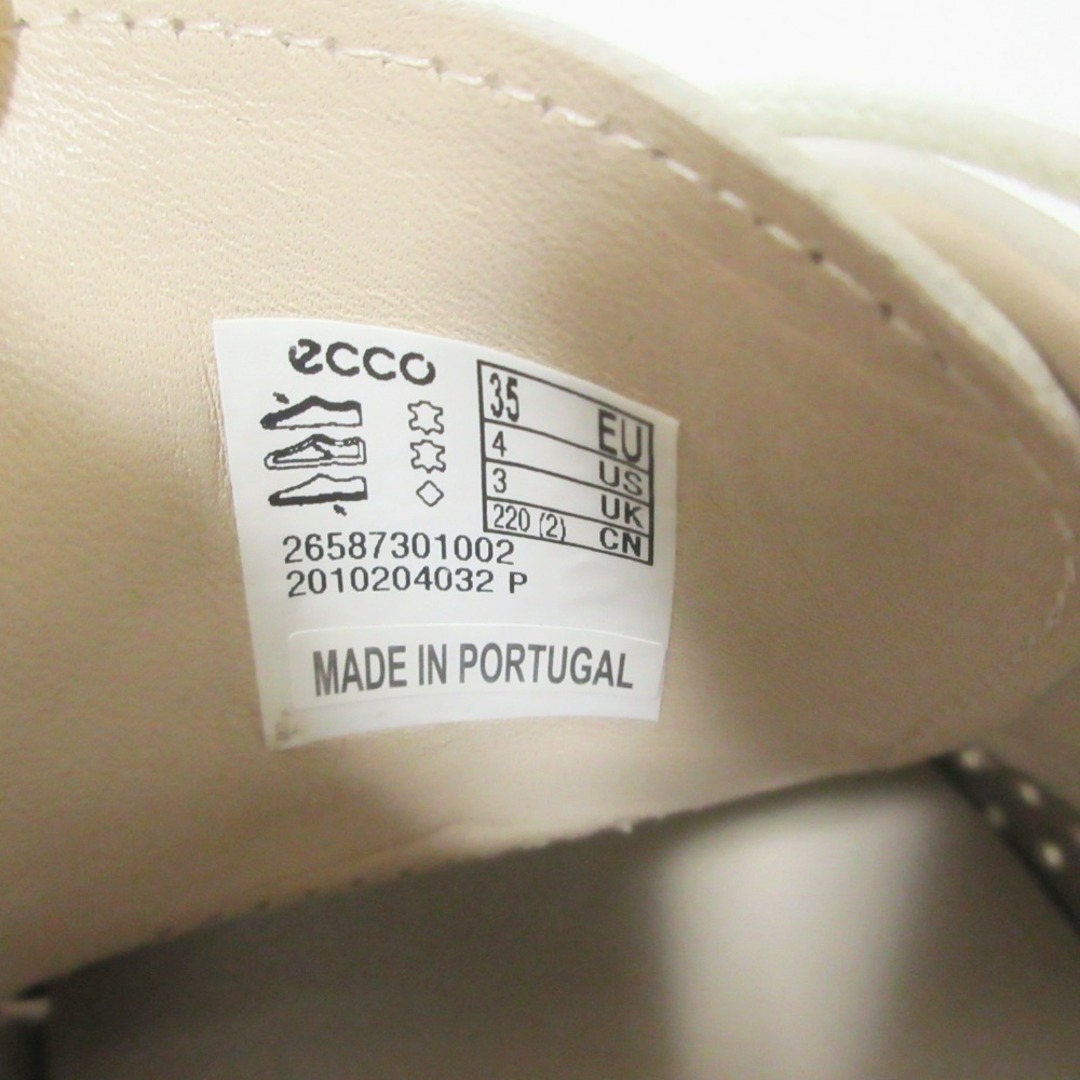 ecco
35 EU
4 US
3 UK
220 (2) CN
26587301002
2010204032 P
MADE IN PORTUGAL